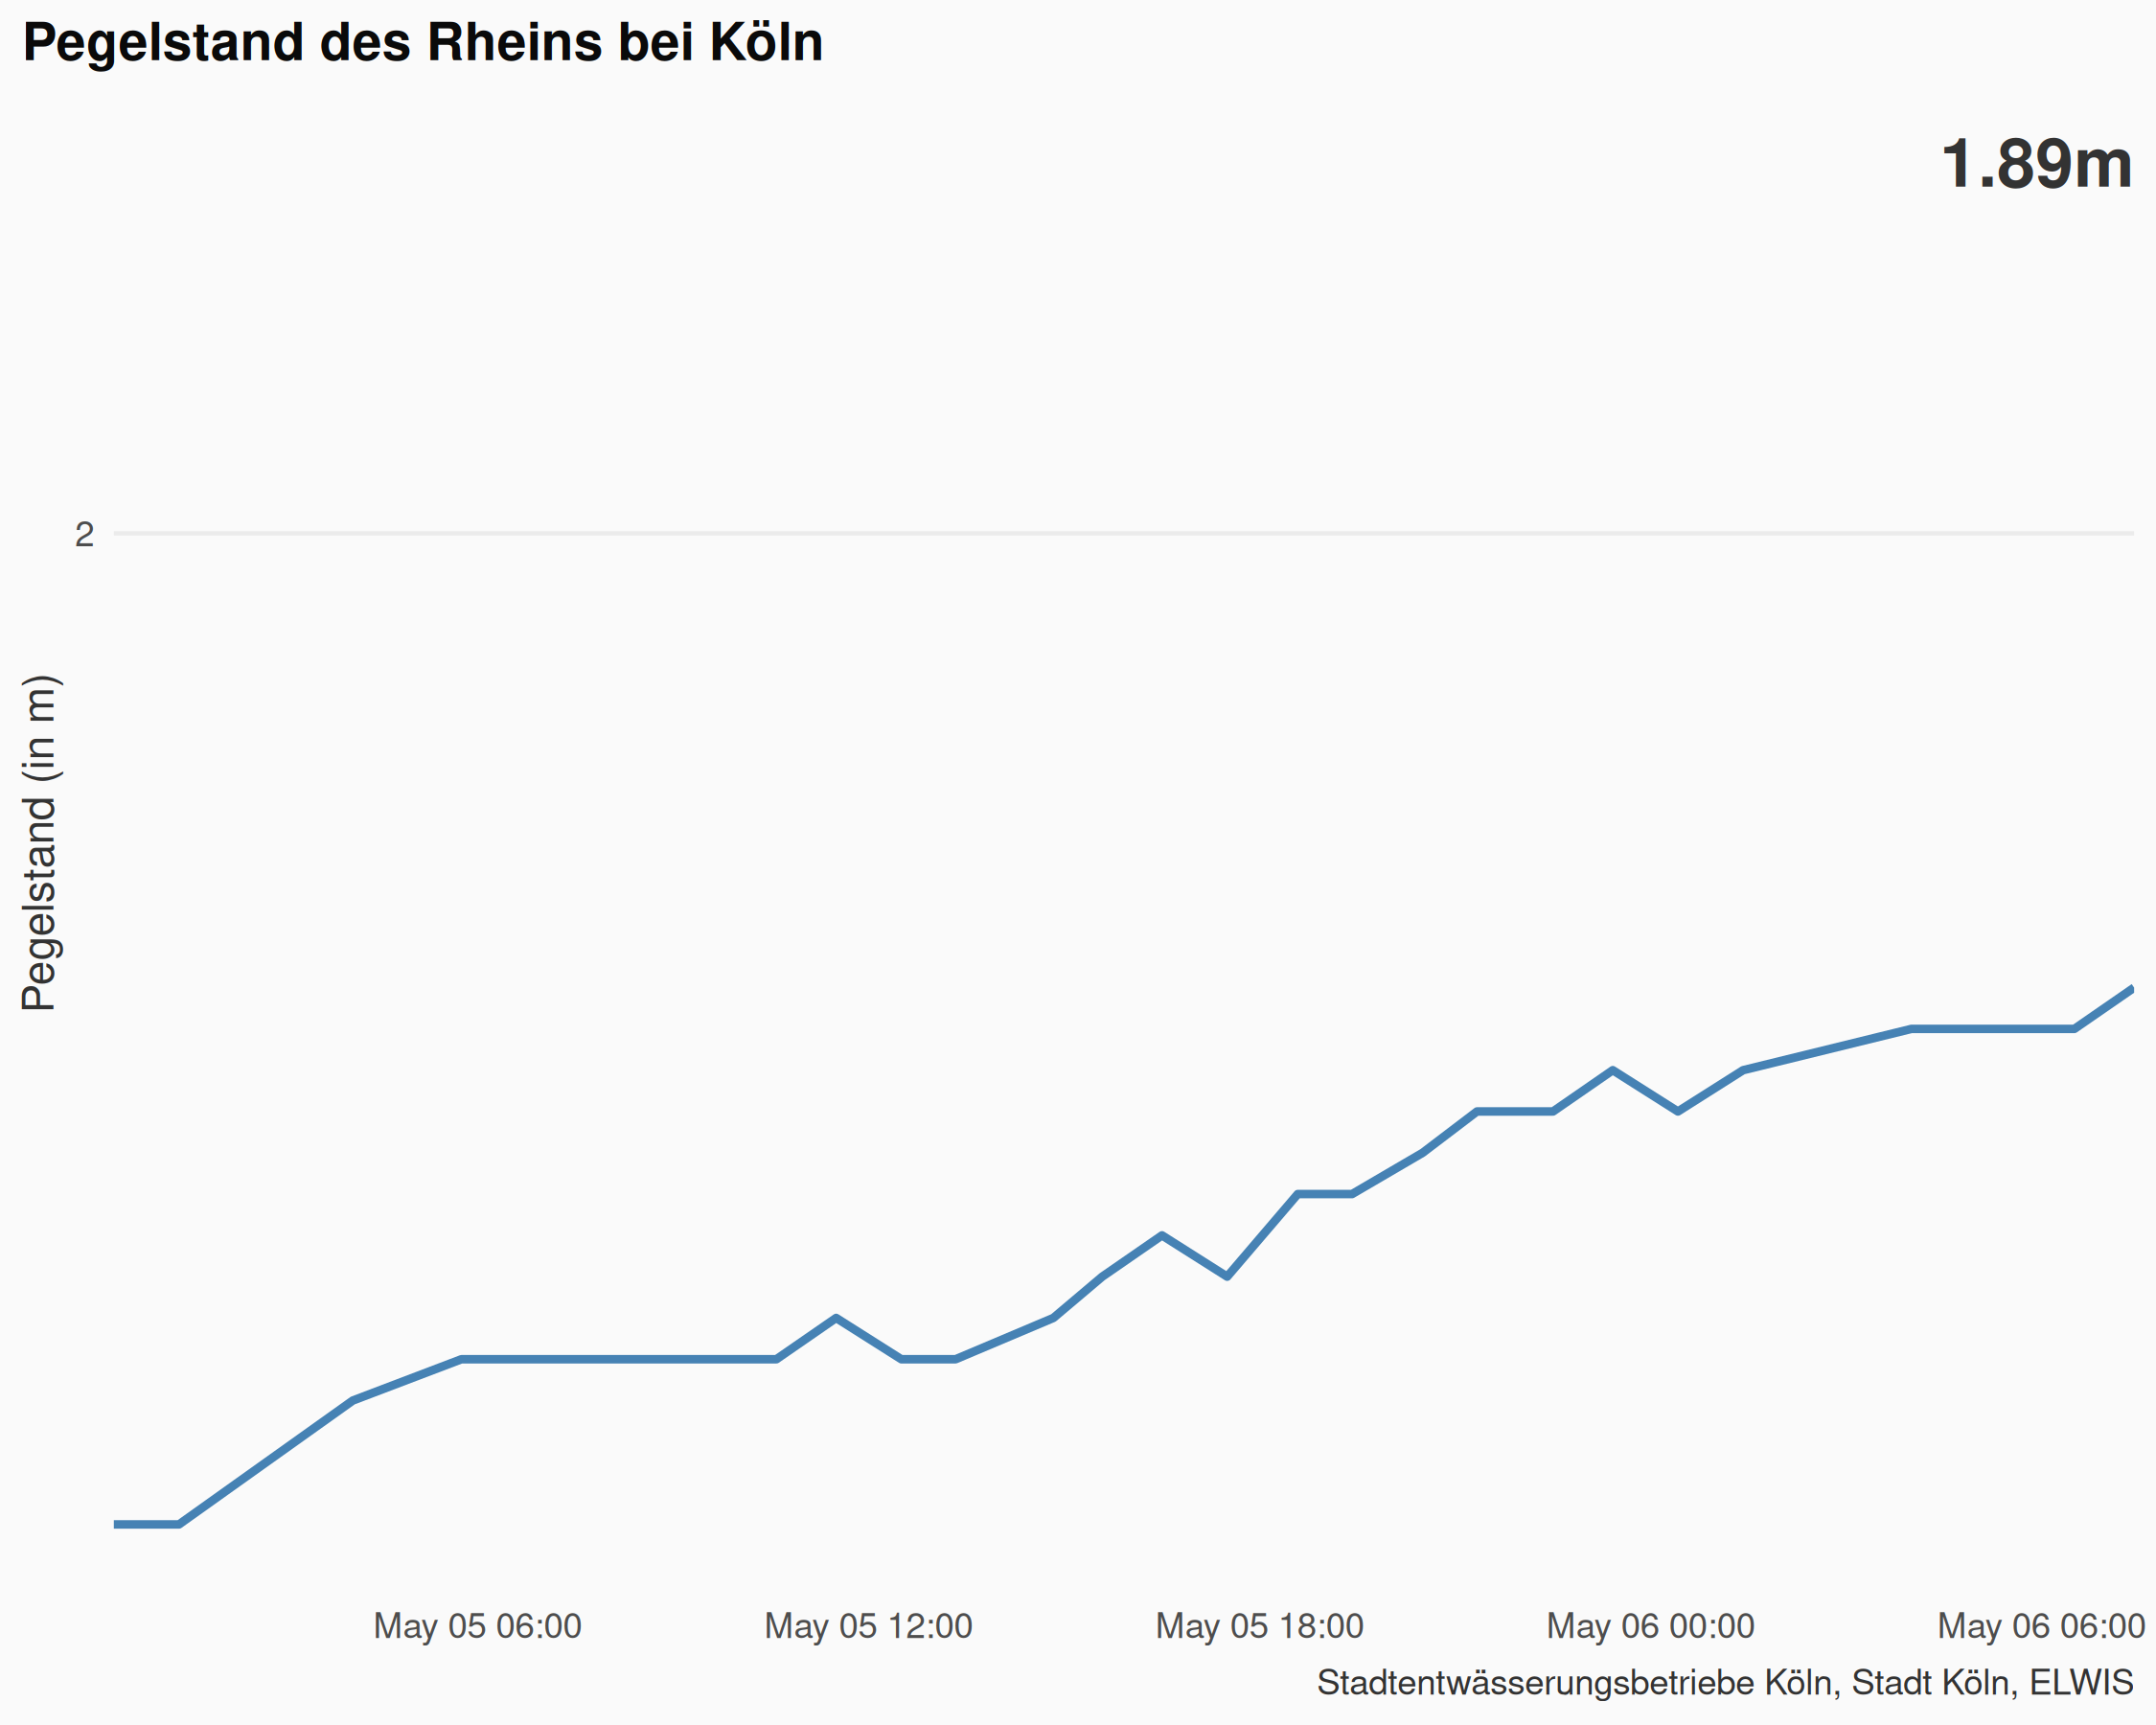 Pegelstand des Rheins bei Köln
1.89m
2
Pegelstand (in m)
May 05 06:00
May 05 12:00
May 05 18:00
May 06 00:00
May 06 06:00
Stadtentwässerungsbetriebe Köln, Stadt Köln, ELWIS